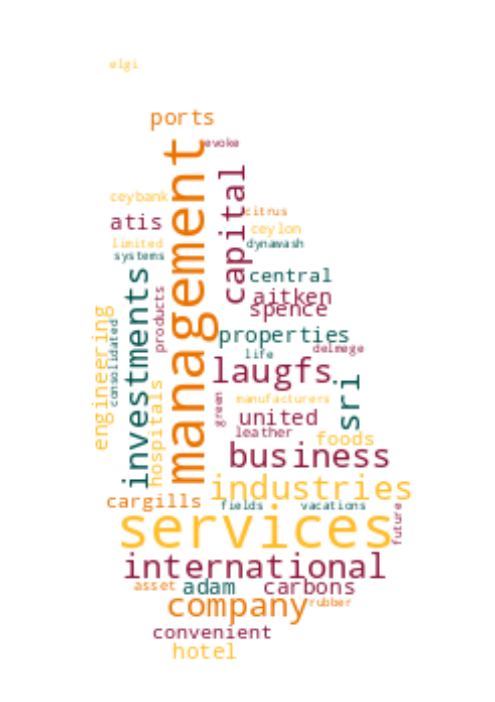 elgi
ports
revoke
management
capital
ceybank
citrus
atis
ceylon
limited
dynawash
systems
central
investments
aitken
products
spence
engineering
consolidated
properties
life
delmege
laugfs
sri
hospitals
green
manufacturers
united
leather
foods
business
industries
cargills
fields
vacations
future
services
international
asset
adam
carbons
company
rubber
convenient
hotel